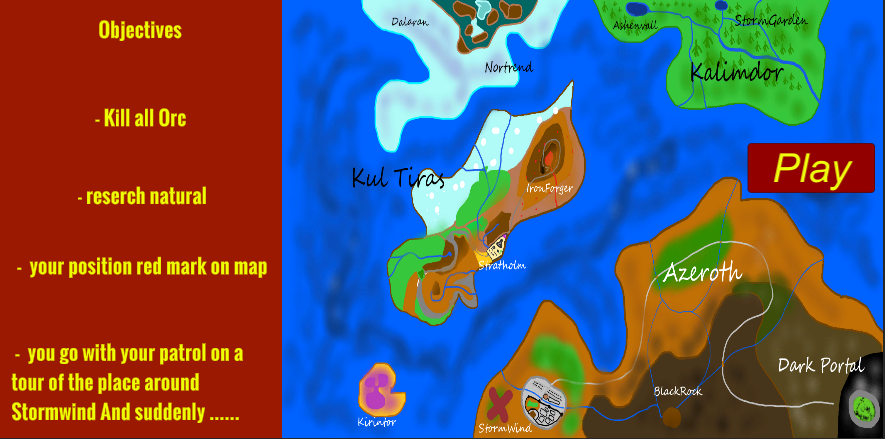 Objectives
- Kill all Orc
- reserch natural
- your position red mark on map
- you go with your patrol on a
tour of the place around
Stormwind And suddenly ......
Dalaran
Nortrend
Ashenvall
StormGarden
Kalimdor
Kul Tiras
IronForger
Play
Stratholm
Azeroth
Dark Portal
BlackRock
Kirintor
StormWind